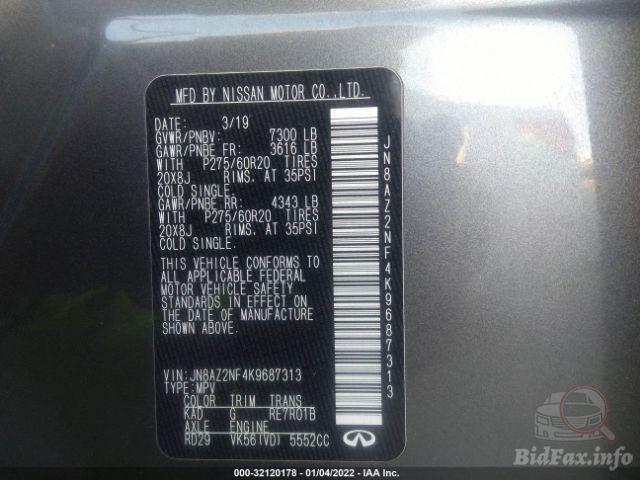 MFD BY NISSAN MOTOR CO.,LTD.
DATE: 3/19
GVWR/PNBV: 7300 LB
GAWR/PNBE FR: 3616 LB
WITH P275/60R20 TIRES
20X8J RIMS. AT 35PSI
COLD SINGLE.
GAWR/PNBE RR: 4343 LB
WITH P275/60R20 TIRES
20X8J RIMS. AT 35PSI
COLD SINGLE.
THIS VEHICLE CONFORMS TO
ALL APPLICABLE FEDERAL
MOTOR VEHICLE SAFETY
STANDARDS IN EFFECT ON
THE DATE OF MANUFACTURE
SHOWN ABOVE.
VIN:JN8AZ2NF4K9687313
TYPE:MPV
COLOR TRIM TRANS
KAD G RE7R01B
AXLE ENGINE
RD29 VK56(VD) 5552CC
JN8AZ2NF4K9687313
INFINITI
BidFax.info
000-32120178 - 01/04/2022 - IAA Inc.